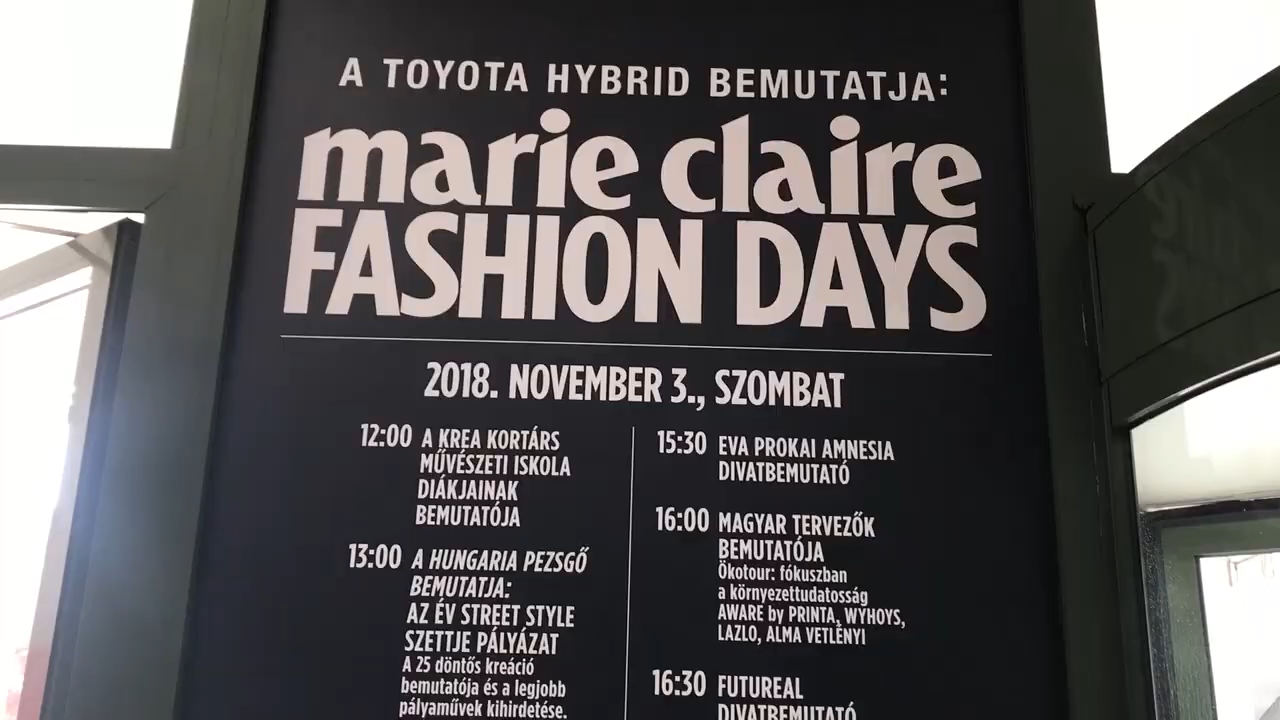 A TOYOTA HYBRID BEMUTATJA:
marie claire
FASHION DAYS
2018. NOVEMBER 3., SZOMBAT
12:00 A KREA KORTÁRS
MŰVÉSZETI ISKOLA
DIÁKJAINAK
BEMUTATÓJA
13:00 A HUNGARIA PEZSGŐ
BEMUTATJA:
AZ ÉV STREET STYLE
SZETTJE PÁLYÁZAT
A 25 döntős kreáció
bemutatója és a legjobb
pályaművek kihirdetése.
15:30 EVA PROKAI AMNESIA
DIVATBEMUTATÓ
16:00 MAGYAR TERVEZŐK
BEMUTATÓJA
Ökotour: fókuszban
a környezettudatosság
AWARE by PRINTA, WYHOYS,
LAZLO, ALMA VETLÉNYI
16:30 FUTUREAL
DIVATBEMUTATÓ